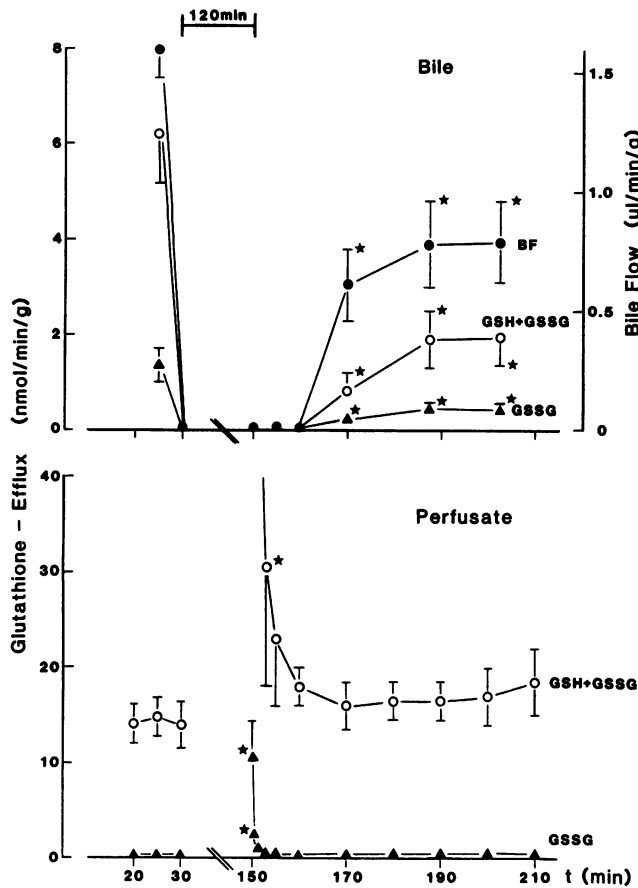 120min
Bile
8
6
4
2
0
1.5
1.0
0.5
0
BF
GSH+GSSG
GSSG
Bile Flow (ul/min/g)
Glutathione – Efflux (nmol/min/g)
Perfusate
40
30
20
10
0
GSH+GSSG
GSSG
20 30 150 170 190 210 t (min)